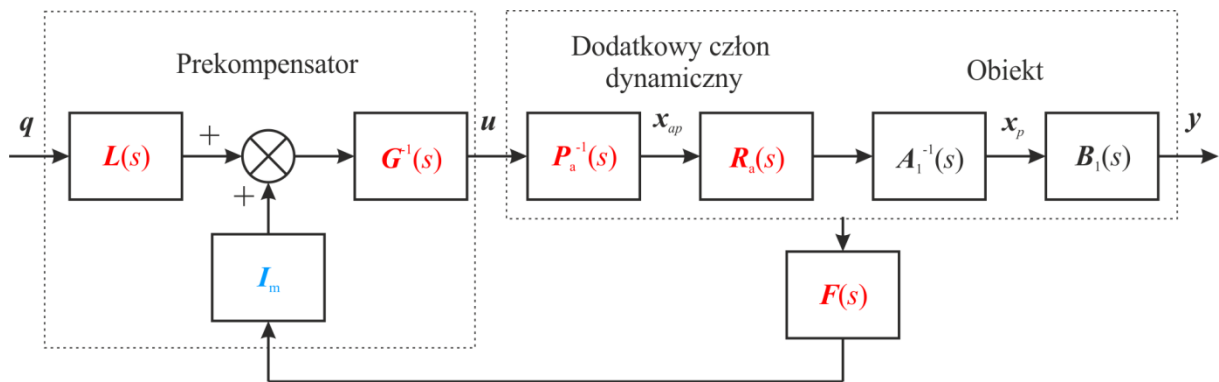 Prekompensator
Dodatkowy człon
dynamiczny
Obiekt
q
L(s)
+
+
G⁻¹(s)
u
Pₐ⁻¹(s)
xₐₚ
Rₐ(s)
A₁⁻¹(s)
xₚ
B₁(s)
y
Iₘ
F(s)